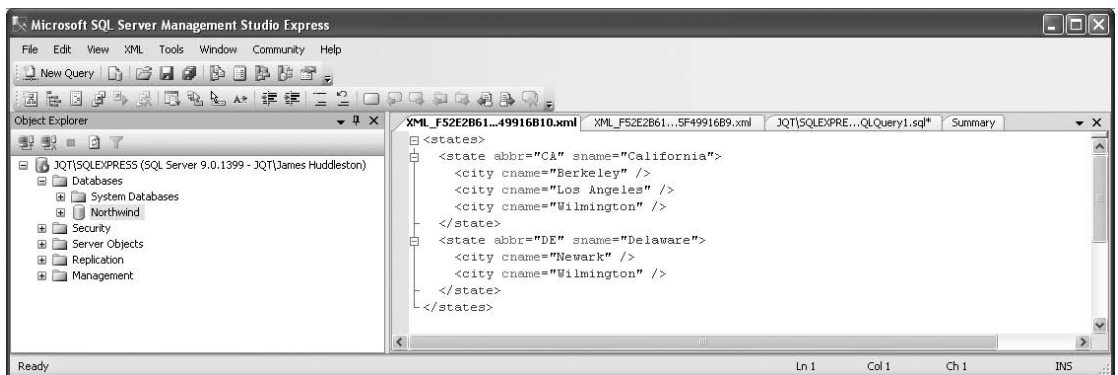 Microsoft SQL Server Management Studio Express
File Edit View XML Tools Window Community Help
New Query
Object Explorer
XML_F52E2B61...49916B10.xml XML_F52E2B61...5F49916B9.xml JQT\SQLEXPRE...QLQuery1.sql* Summary
JQT\SQLEXPRESS (SQL Server 9.0.1399 - JQT\James Huddleston)
Databases
System Databases
Northwind
Security
Server Objects
Replication
Management
<states>
<state abbr="CA" sname="California">
<city cname="Berkeley" />
<city cname="Los Angeles" />
<city cname="Wilmington" />
</state>
<state abbr="DE" sname="Delaware">
<city cname="Newark" />
<city cname="Wilmington" />
</state>
</states>
Ready Ln 1 Col 1 Ch 1 INS